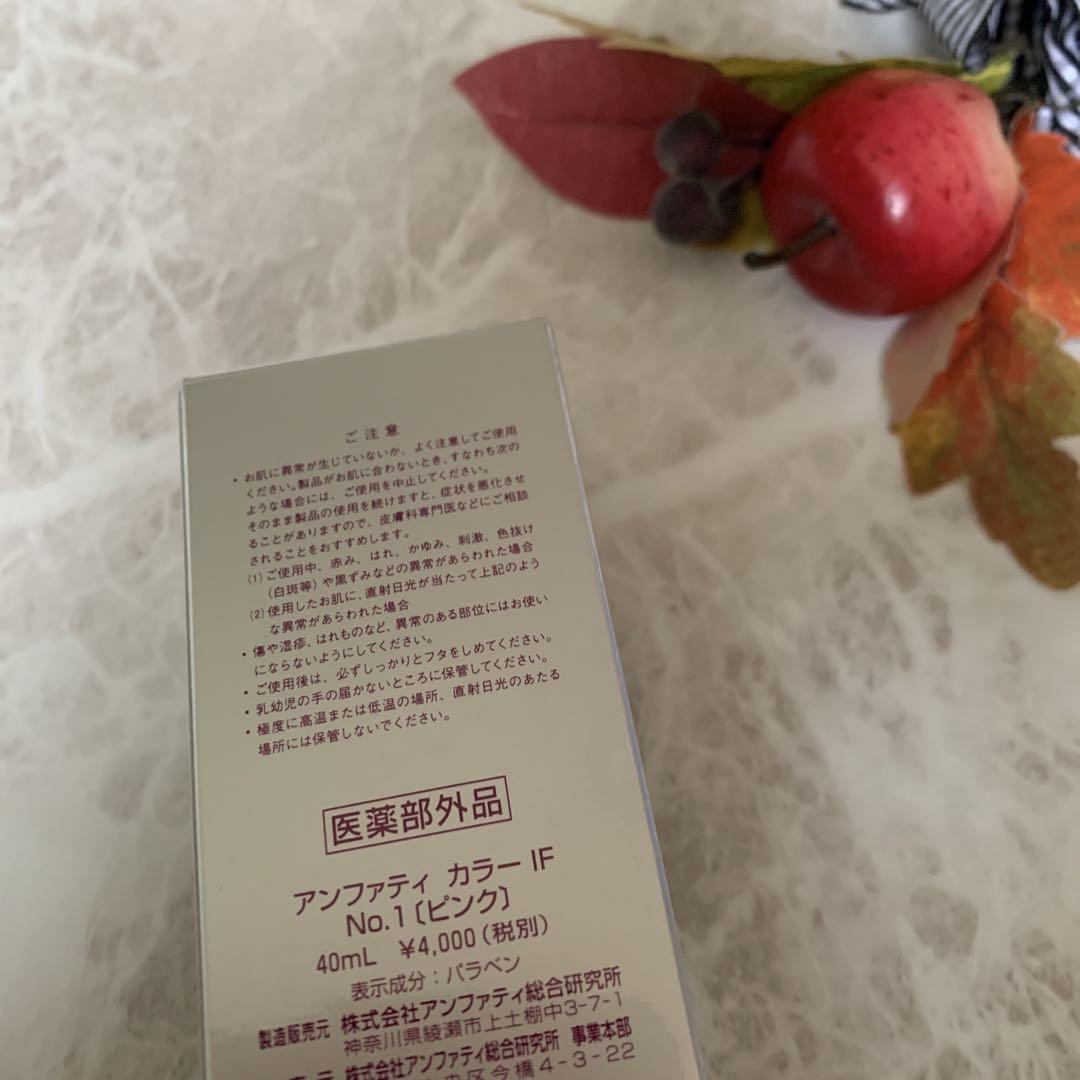 ご注意
・お肌に異常が生じていないか、よく注意してご使用
ください。製品がお肌に合わないとき、すなわち次の
ような場合には、ご使用を中止してください。
そのまま製品の使用を続けますと、症状を悪化させ
ることがありますので、皮膚科専門医などにご相談
されることをおすすめします。
(1)ご使用中、赤み、はれ、かゆみ、刺激、色抜け
(白斑等)や黒ずみなどの異常があらわれた場合
(2)使用したお肌に、直射日光が当たって上記のよう
な異常があらわれた場合
・傷や湿疹、はれものなど、異常のある部位にはお使い
にならないようにしてください。
・ご使用後は、必ずしっかりとフタをしめてください。
・乳幼児の手の届かないところに保管してください。
・極度に高温または低温の場所、直射日光のあたる
場所には保管しないでください。
医薬部外品
アンファティ カラー IF
No.1〔ピンク〕
40mL ¥4,000(税別)
表示成分:パラベン
製造販売元 株式会社アンファティ総合研究所
神奈川県綾瀬市上土棚中3-7-1
元 株式会社アンファティ総合研究所 事業本部
区今橋4-3-22